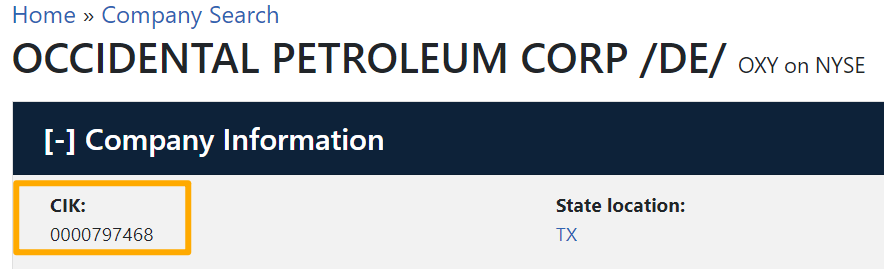 Home » Company Search
OCCIDENTAL PETROLEUM CORP /DE/ OXY on NYSE
[-] Company Information
CIK: State location:
0000797468 TX